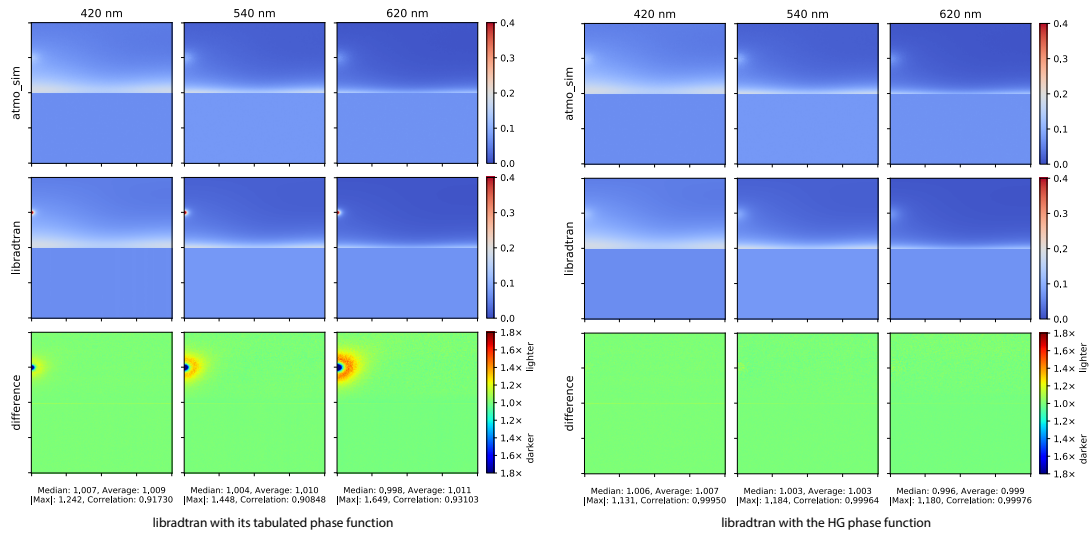 420 nm 540 nm 620 nm
atmo_sim
0.4
0.3
0.2
0.1
0.0
libradtran
0.4
0.3
0.2
0.1
0.0
difference
1.8×
1.6×
1.4×
1.2×
1.0×
1.2×
1.4×
1.6×
1.8×
lighter
darker
Median: 1,007, Average: 1,009
|Max|: 1,242, Correlation: 0,91730
Median: 1,004, Average: 1,010
|Max|: 1,448, Correlation: 0,90848
Median: 0,998, Average: 1,011
|Max|: 1,649, Correlation: 0,93103
libradtran with its tabulated phase function
420 nm 540 nm 620 nm
atmo_sim
0.4
0.3
0.2
0.1
0.0
libradtran
0.4
0.3
0.2
0.1
0.0
difference
1.8×
1.6×
1.4×
1.2×
1.0×
1.2×
1.4×
1.6×
1.8×
lighter
darker
Median: 1,006, Average: 1,007
|Max|: 1,131, Correlation: 0,99950
Median: 1,003, Average: 1,003
|Max|: 1,184, Correlation: 0,99964
Median: 0,996, Average: 0,999
|Max|: 1,180, Correlation: 0,99976
libradtran with the HG phase function